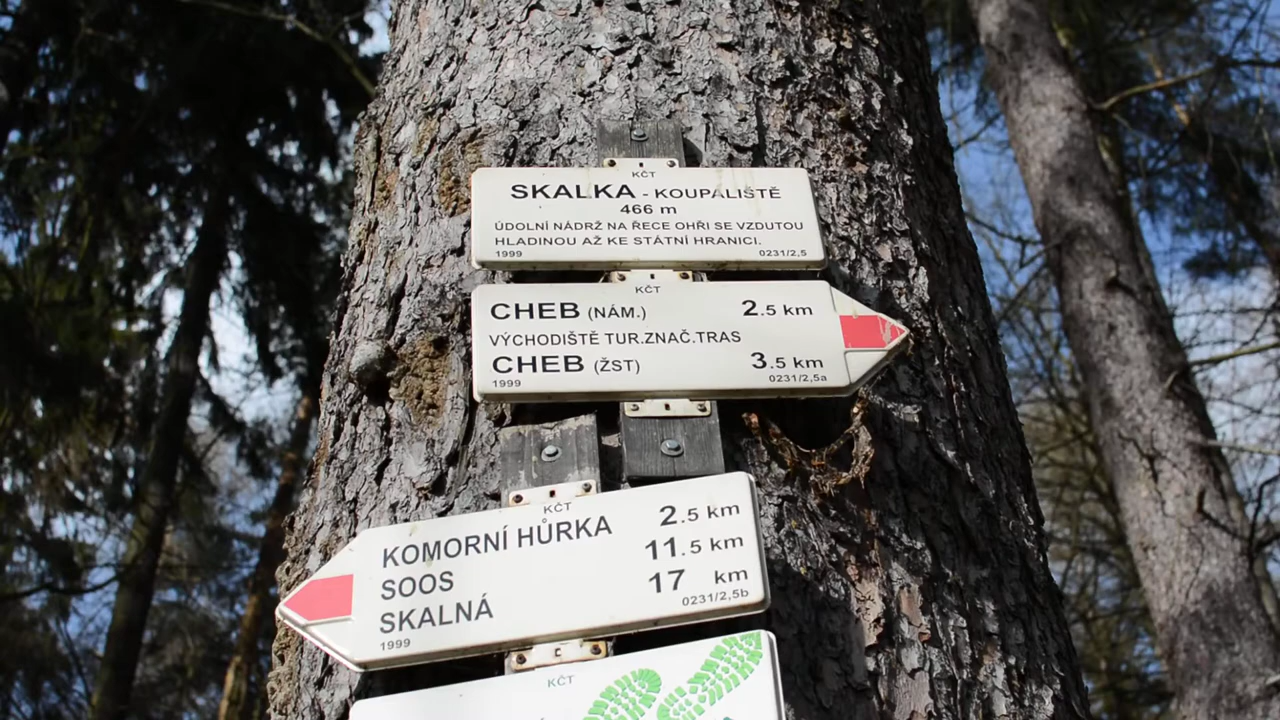 KČT
SKALKA - KOUPALIŠTĚ
466 m
ÚDOLNÍ NÁDRŽ NA ŘECE OHŘI SE VZDUTOU
HLADINOU AŽ KE STÁTNÍ HRANICI.
1999 0231/2,5
KČT
CHEB (NÁM.) 2.5 km
VÝCHODIŠTĚ TUR.ZNAČ.TRAS
CHEB (ŽST) 3.5 km
1999 0231/2,5a
KČT
KOMORNÍ HŮRKA 2.5 km
SOOS 11.5 km
SKALNÁ 17 km
1999 0231/2,5b
KČT